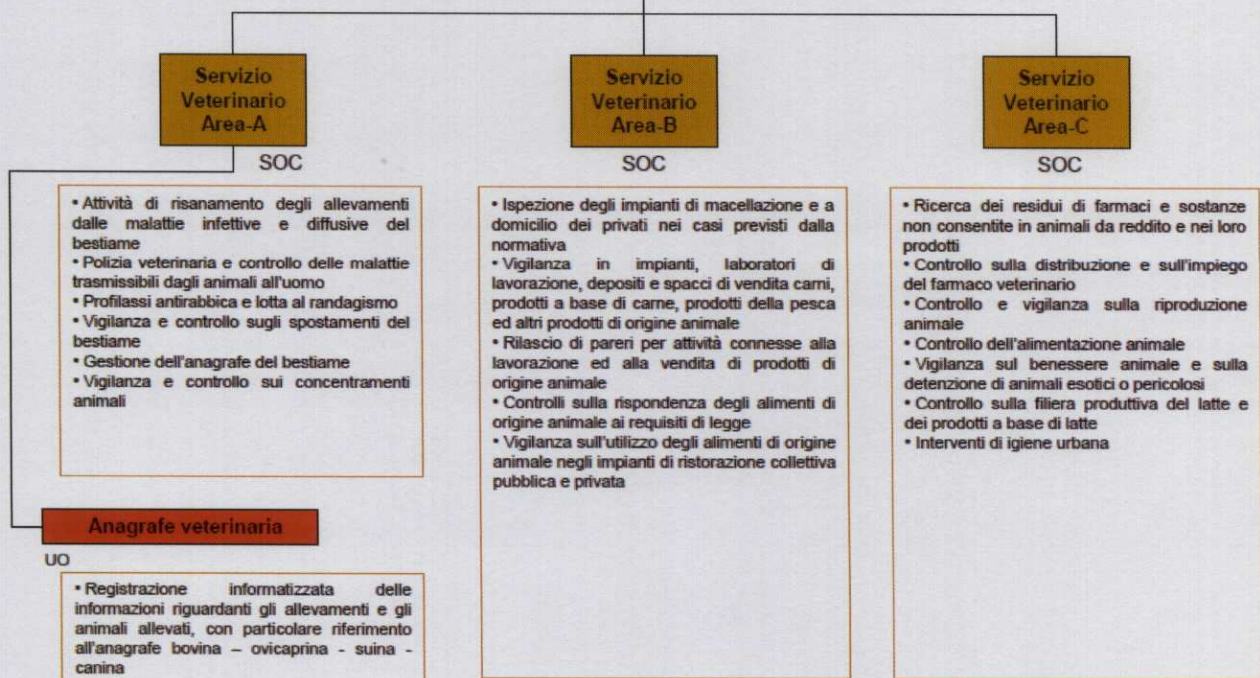 Servizio
Veterinario
Area-A
SOC
• Attività di risanamento degli allevamenti
dalle malattie infettive e diffusive del
bestiame
• Polizia veterinaria e controllo delle malattie
trasmissibili dagli animali all'uomo
• Profilassi antirabbica e lotta al randagismo
• Vigilanza e controllo sugli spostamenti del
bestiame
• Gestione dell'anagrafe del bestiame
• Vigilanza e controllo sui concentramenti
animali
Anagrafe veterinaria
UO
• Registrazione informatizzata delle
informazioni riguardanti gli allevamenti e gli
animali allevati, con particolare riferimento
all'anagrafe bovina – ovicaprina - suina -
canina
Servizio
Veterinario
Area-B
SOC
• Ispezione degli impianti di macellazione e a
domicilio dei privati nei casi previsti dalla
normativa
• Vigilanza in impianti, laboratori di
lavorazione, depositi e spacci di vendita carni,
prodotti a base di carne, prodotti della pesca
ed altri prodotti di origine animale
• Rilascio di pareri per attività connesse alla
lavorazione ed alla vendita di prodotti di
origine animale
• Controlli sulla rispondenza degli alimenti di
origine animale ai requisiti di legge
• Vigilanza sull'utilizzo degli alimenti di origine
animale negli impianti di ristorazione collettiva
pubblica e privata
Servizio
Veterinario
Area-C
SOC
• Ricerca dei residui di farmaci e sostanze
non consentite in animali da reddito e nei loro
prodotti
• Controllo sulla distribuzione e sull'impiego
del farmaco veterinario
• Controllo e vigilanza sulla riproduzione
animale
• Controllo dell'alimentazione animale
• Vigilanza sul benessere animale e sulla
detenzione di animali esotici o pericolosi
• Controllo sulla filiera produttiva del latte e
dei prodotti a base di latte
• Interventi di igiene urbana